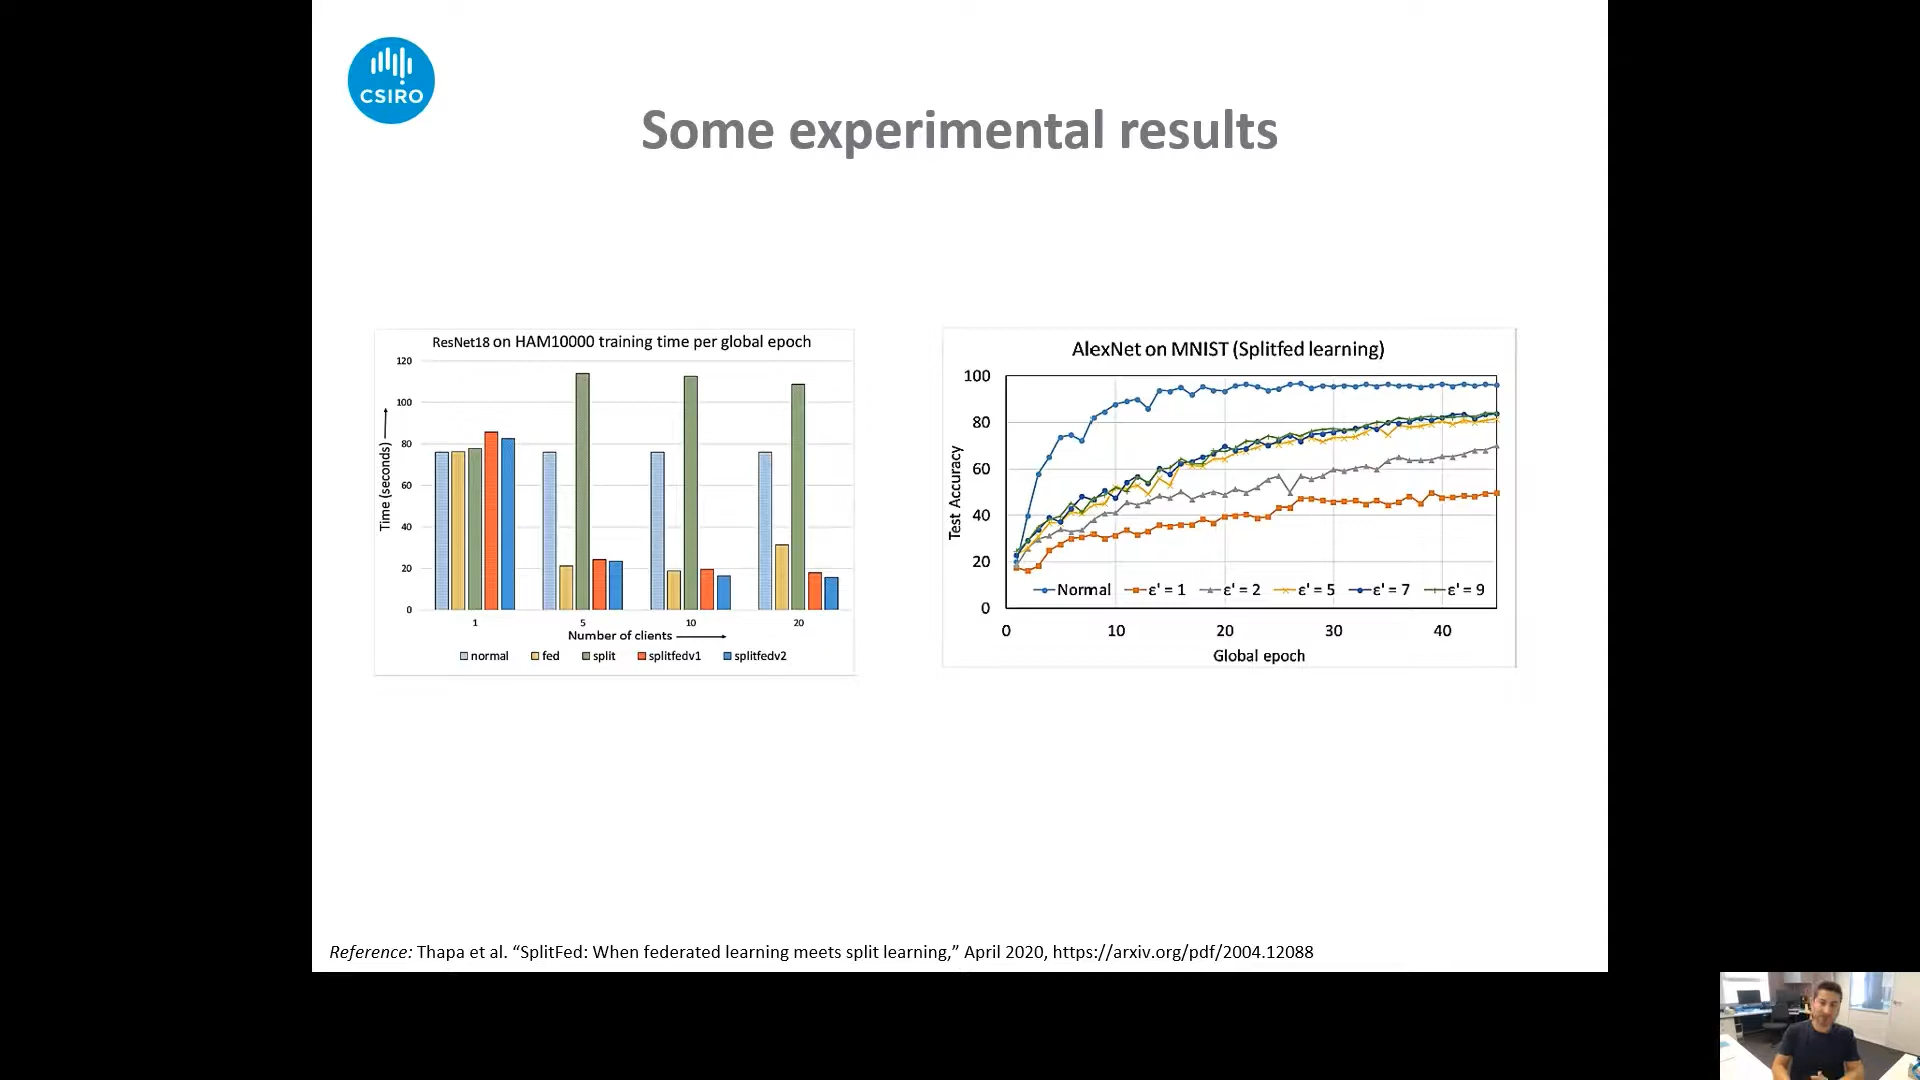 CSIRO
Some experimental results
ResNet18 on HAM10000 training time per global epoch
120
100
80
60
40
20
0
Time (seconds)
1 5 10 20
Number of clients
normal fed split splitfedv1 splitfedv2
AlexNet on MNIST (Splitfed learning)
100
80
60
40
20
0
Test Accuracy
Normal ε' = 1 ε' = 2 ε' = 5 ε' = 7 ε' = 9
0 10 20 30 40
Global epoch
Reference: Thapa et al. “SplitFed: When federated learning meets split learning,” April 2020, https://arxiv.org/pdf/2004.12088